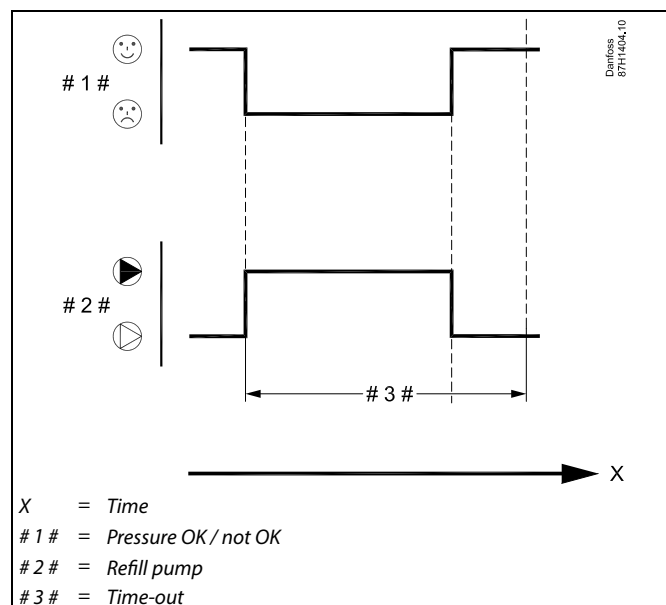 Danfoss
87H1404.10
# 1 #
# 2 #
# 3 #
X
X = Time
# 1 # = Pressure OK / not OK
# 2 # = Refill pump
# 3 # = Time-out